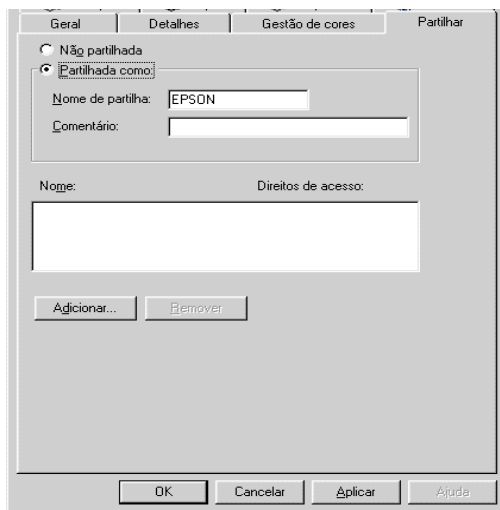 Geral Detalhes Gestão de cores Partilhar
Não partilhada
Partilhada como:
Nome de partilha: EPSON
Comentário:
Nome: Direitos de acesso:
Adicionar... Remover
OK Cancelar Aplicar Ajuda